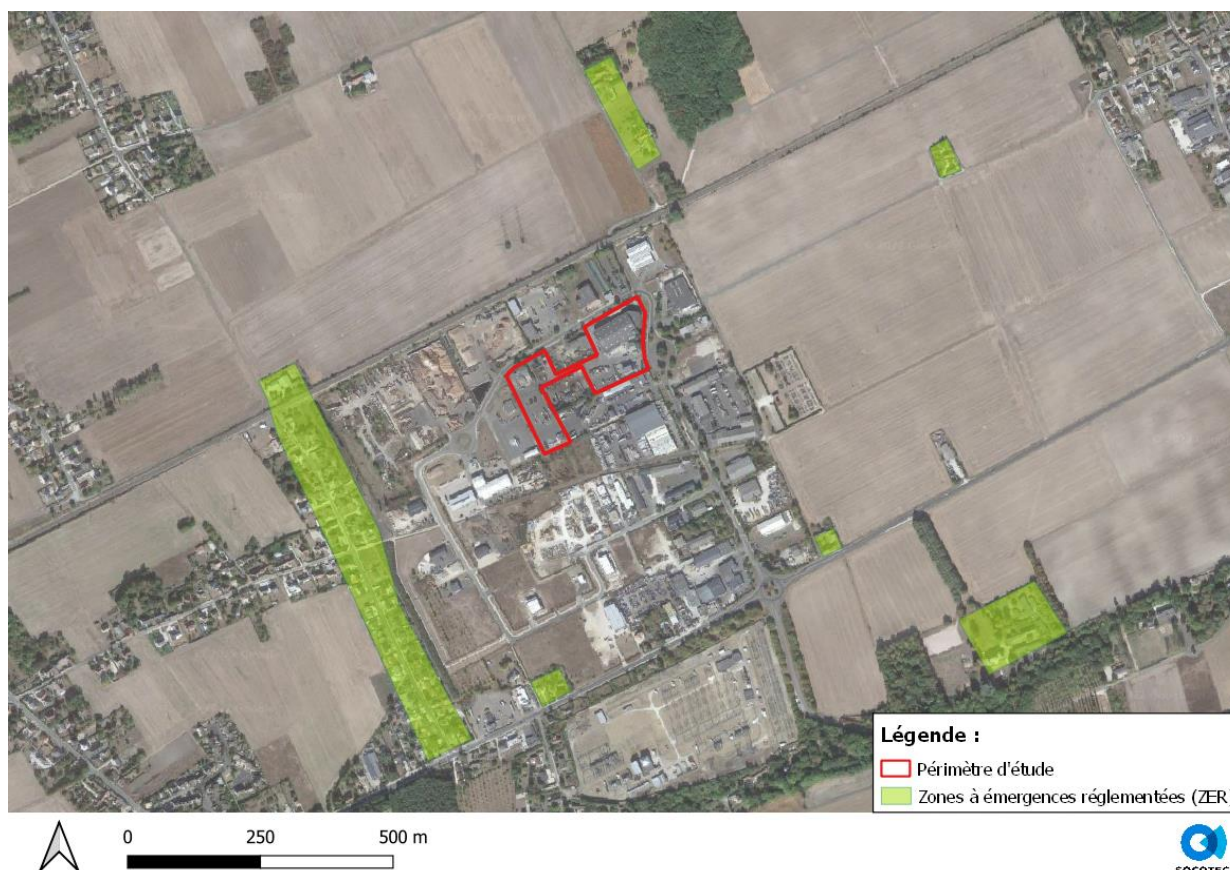 Légende :
Périmètre d'étude
Zones à émergences réglementées (ZER)
0 250 500 m
SOCOTEC